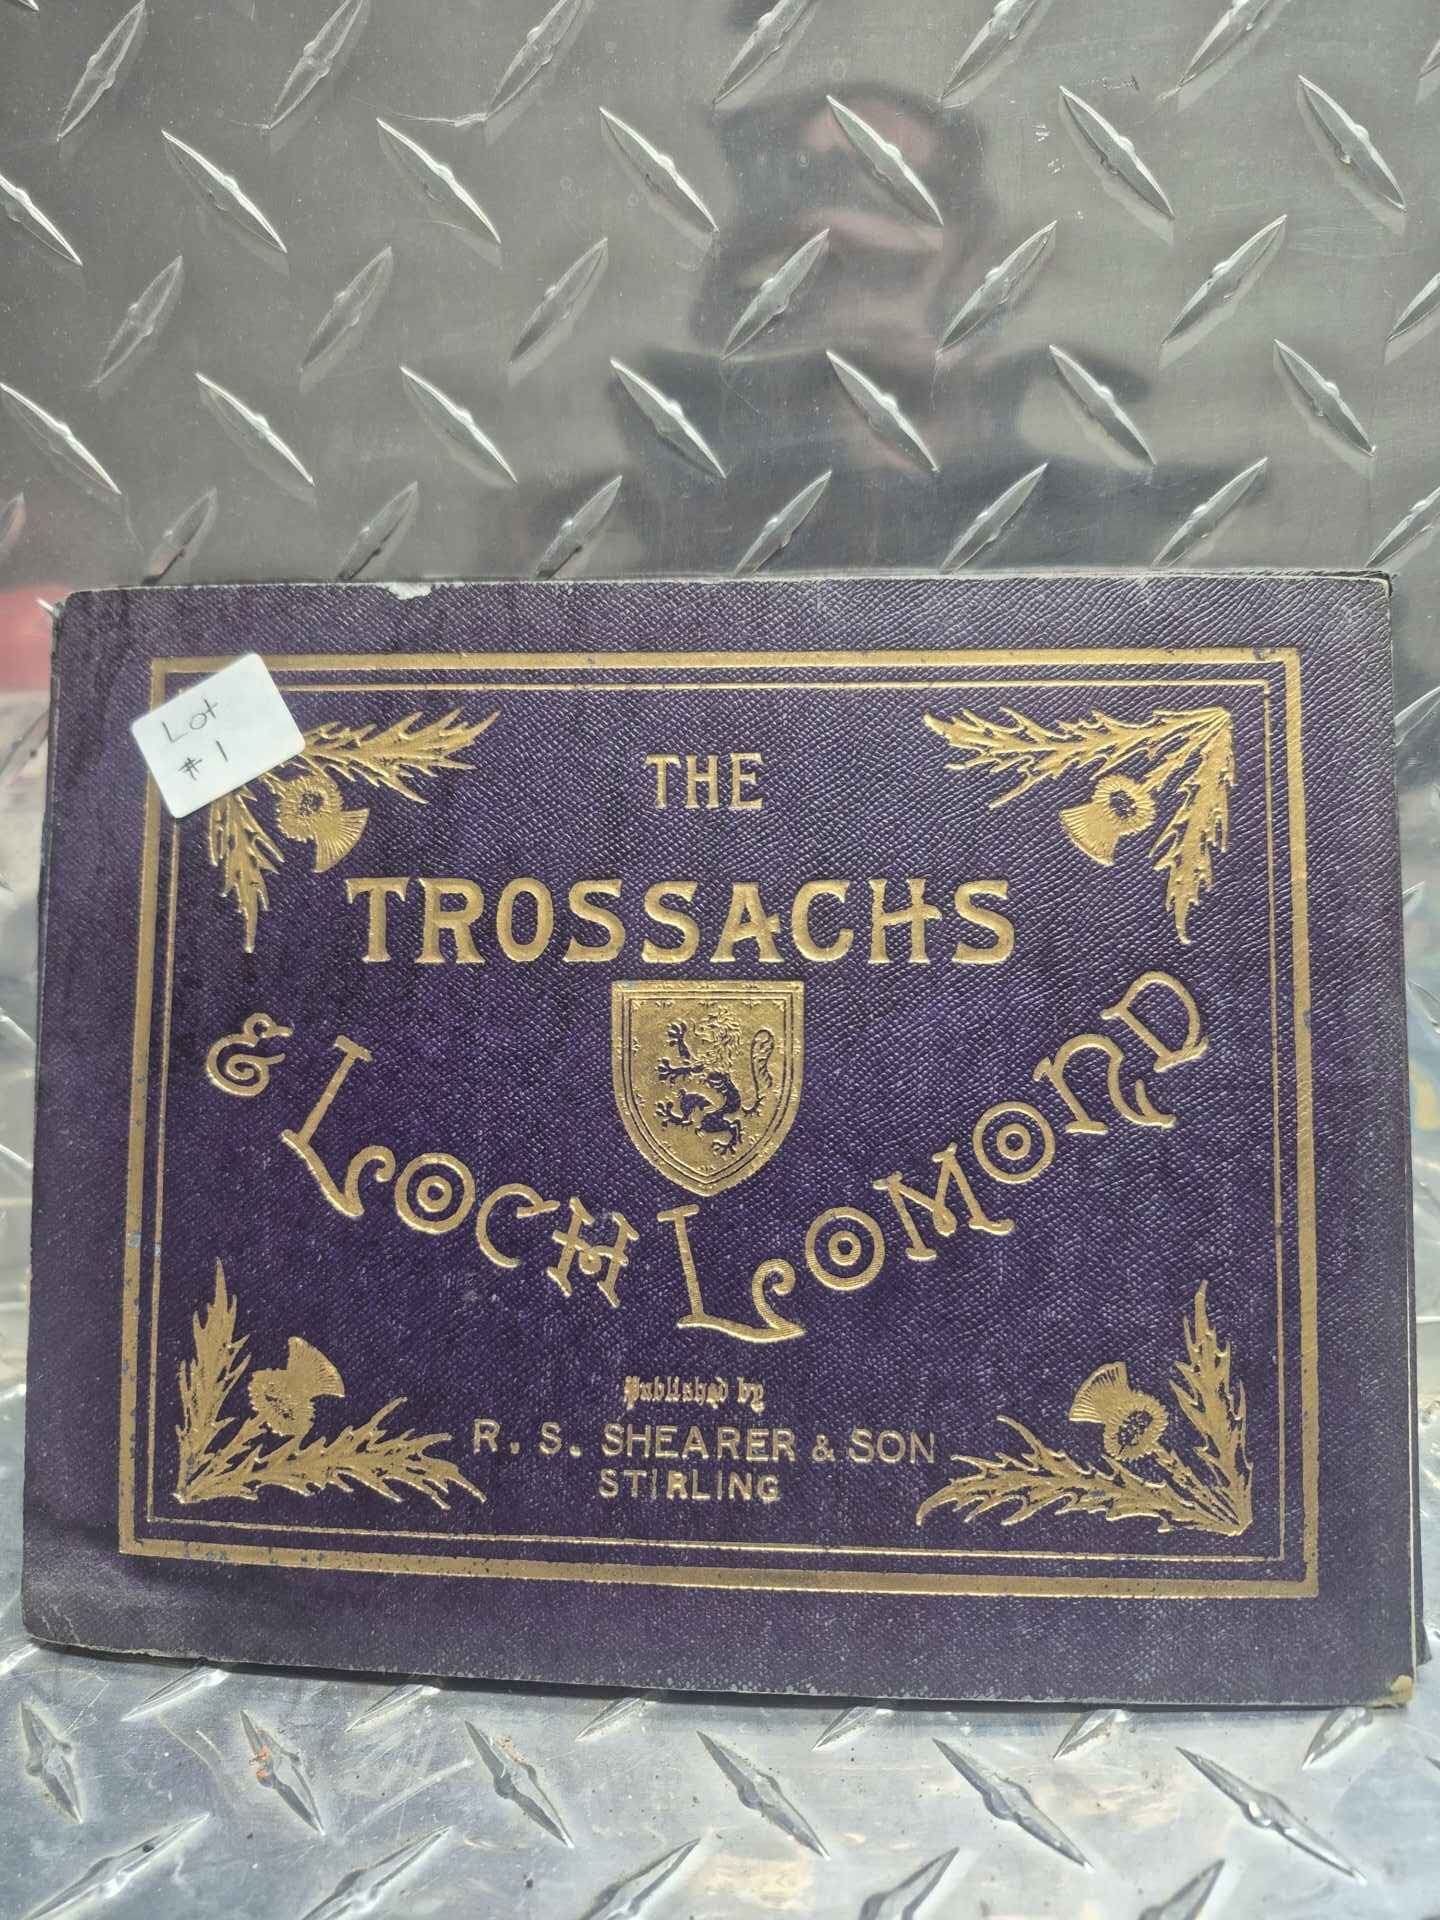 Lot
# 1
THE
TROSSACHS
& LOCH LOMOND
Published by
R. S. SHEARER & SON
STIRLING